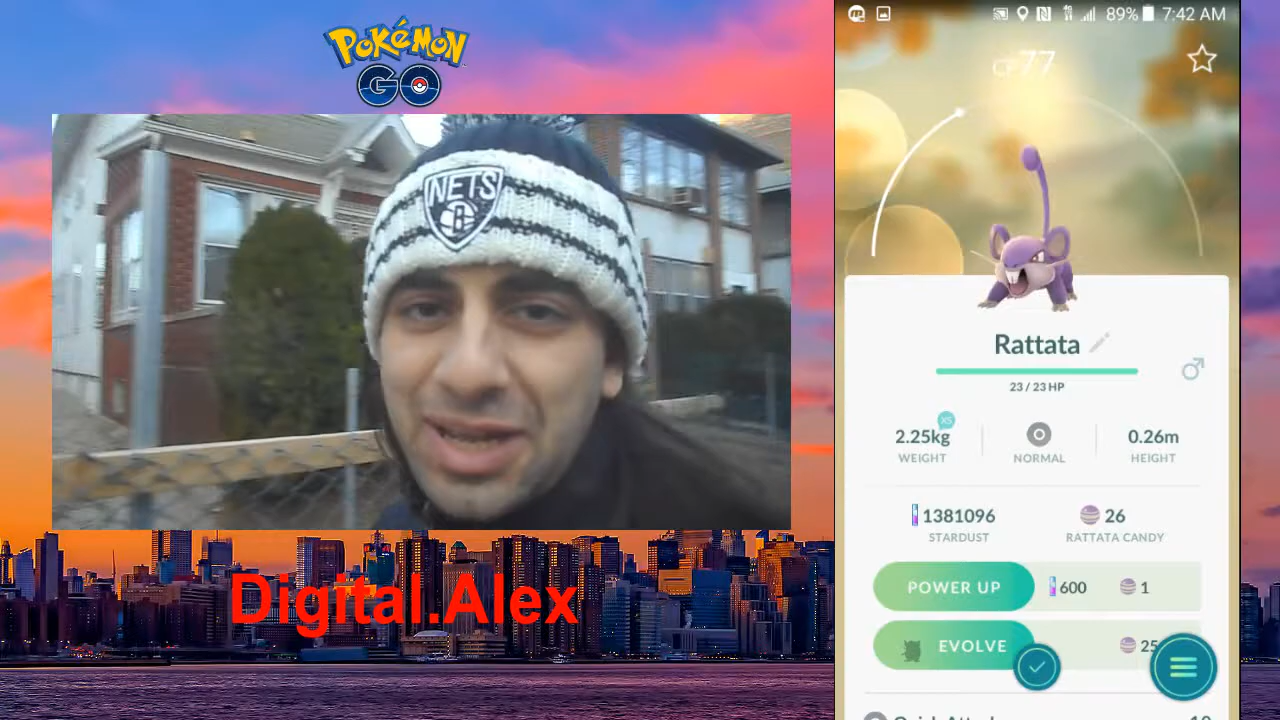 POKéMON
GO
NETS
B
Digital.Alex
89% 7:42 AM
CP77
Rattata
23 / 23 HP
XS
2.25kg
WEIGHT
NORMAL
0.26m
HEIGHT
1381096
STARDUST
26
RATTATA CANDY
POWER UP 600 1
EVOLVE 25